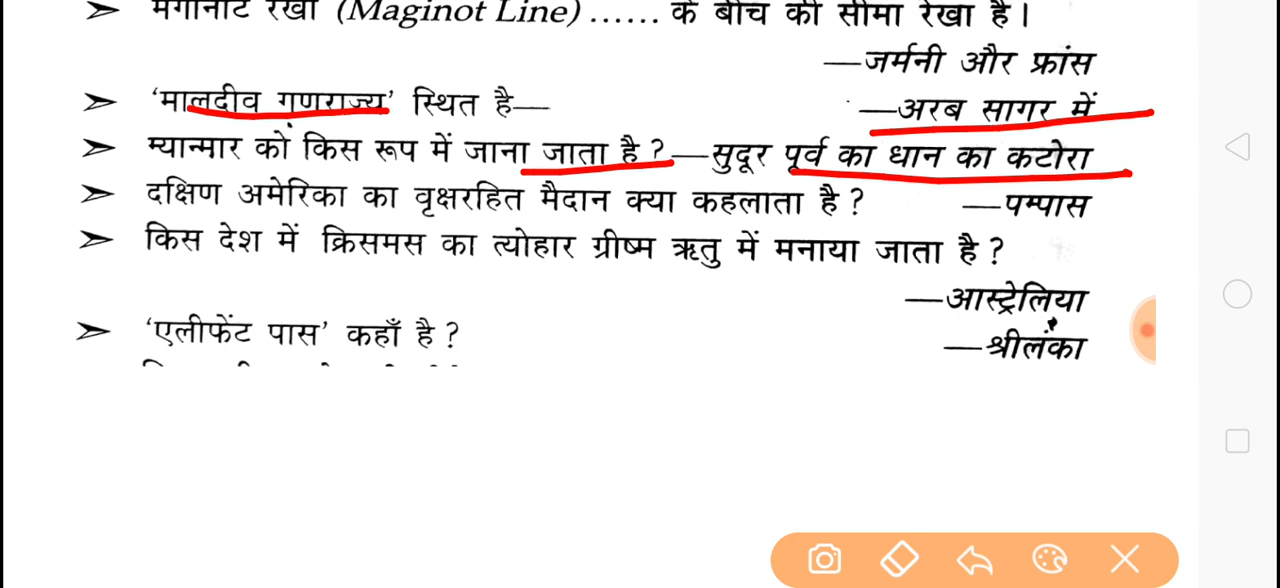 ➤ मैगीनॉट रेखा (Maginot Line) ...... के बीच की सीमा रेखा है।
—जर्मनी और फ्रांस
➤ 'मालदीव गणराज्य' स्थित है— —अरब सागर में
➤ म्यान्मार को किस रूप में जाना जाता है? —सुदूर पूर्व का धान का कटोरा
➤ दक्षिण अमेरिका का वृक्षरहित मैदान क्या कहलाता है? —पम्पास
➤ किस देश में क्रिसमस का त्योहार ग्रीष्म ऋतु में मनाया जाता है?
—आस्ट्रेलिया
➤ 'एलीफेंट पास' कहाँ है? —श्रीलंका